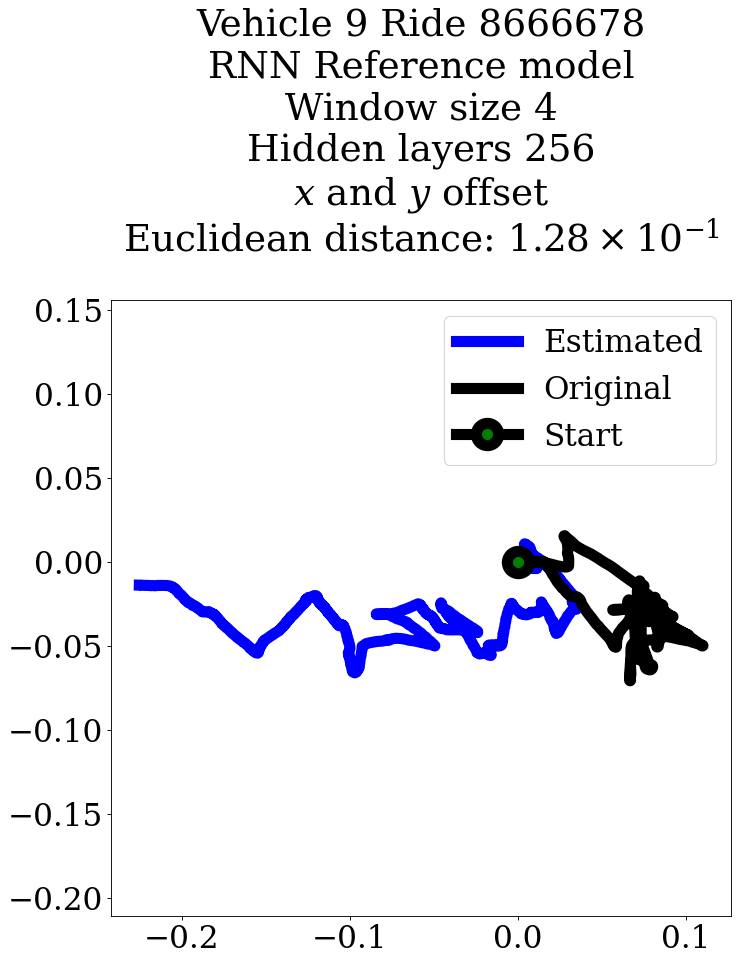 Vehicle 9 Ride 8666678
RNN Reference model
Window size 4
Hidden layers 256
x and y offset
Euclidean distance: 1.28 × 10⁻¹
Estimated
Original
Start
0.15
0.10
0.05
0.00
−0.05
−0.10
−0.15
−0.20
−0.2 −0.1 0.0 0.1